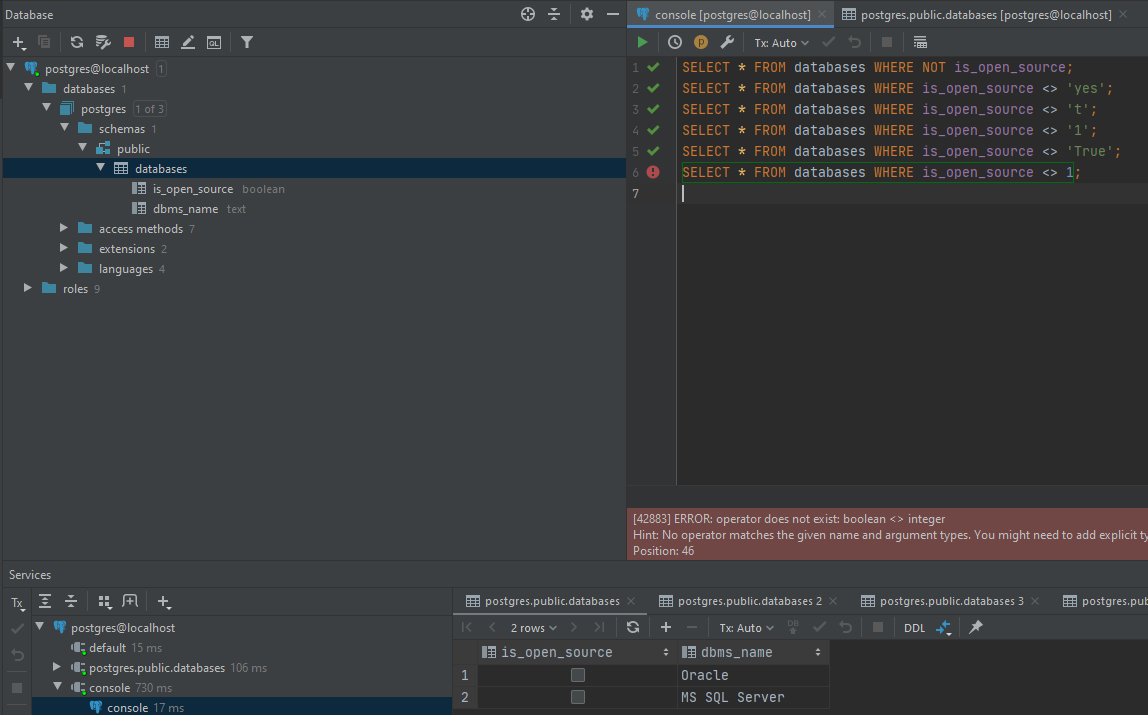 Database
postgres@localhost 1
databases 1
postgres 1 of 3
schemas 1
public
databases
is_open_source boolean
dbms_name text
access methods 7
extensions 2
languages 4
roles 9
console [postgres@localhost]
postgres.public.databases [postgres@localhost]
Tx: Auto
1 SELECT * FROM databases WHERE NOT is_open_source;
2 SELECT * FROM databases WHERE is_open_source <> 'yes';
3 SELECT * FROM databases WHERE is_open_source <> 't';
4 SELECT * FROM databases WHERE is_open_source <> '1';
5 SELECT * FROM databases WHERE is_open_source <> 'True';
6 SELECT * FROM databases WHERE is_open_source <> 1;
7
[42883] ERROR: operator does not exist: boolean <> integer
Hint: No operator matches the given name and argument types. You might need to add explicit ty
Position: 46
Services
Tx
postgres@localhost
default 15 ms
postgres.public.databases 106 ms
console 730 ms
console 17 ms
postgres.public.databases
postgres.public.databases 2
postgres.public.databases 3
postgres.pu
2 rows
Tx: Auto
DB
DDL
is_open_source dbms_name
1 Oracle
2 MS SQL Server